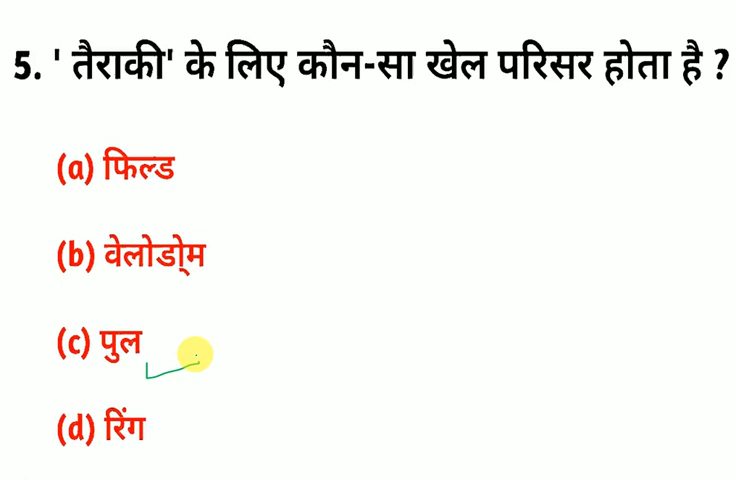 5. ' तैराकी' के लिए कौन-सा खेल परिसर होता है ?
(a) फिल्ड
(b) वेलोडो्म
(c) पुल
(d) रिंग